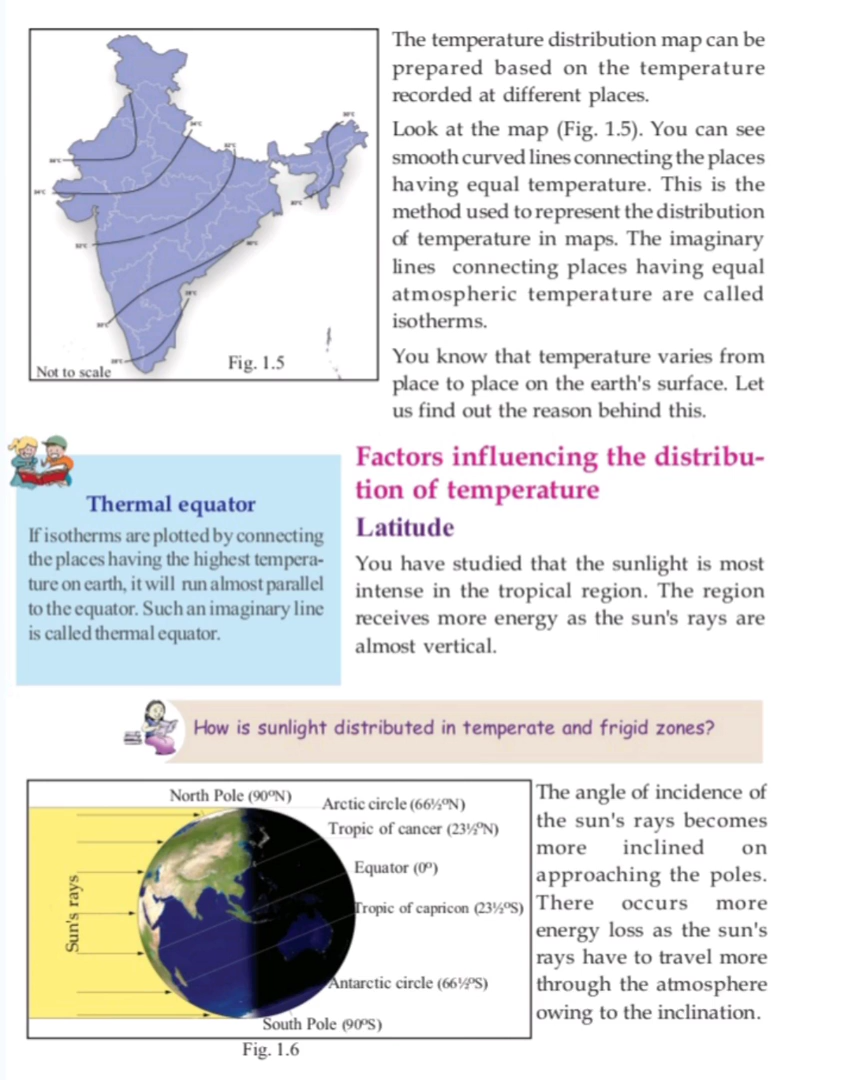 The temperature distribution map can be
prepared based on the temperature
recorded at different places.
Look at the map (Fig. 1.5). You can see
smooth curved lines connecting the places
having equal temperature. This is the
method used to represent the distribution
of temperature in maps. The imaginary
lines connecting places having equal
atmospheric temperature are called
isotherms.
You know that temperature varies from
place to place on the earth's surface. Let
us find out the reason behind this.
Not to scale
Fig. 1.5
Thermal equator
If isotherms are plotted by connecting
the places having the highest tempera-
ture on earth, it will run almost parallel
to the equator. Such an imaginary line
is called thermal equator.
Factors influencing the distribu-
tion of temperature
Latitude
You have studied that the sunlight is most
intense in the tropical region. The region
receives more energy as the sun's rays are
almost vertical.
How is sunlight distributed in temperate and frigid zones?
North Pole (90ºN)
Arctic circle (66½ºN)
Tropic of cancer (23½ºN)
Equator (0º)
Tropic of capricon (23½ºS)
Antarctic circle (66½ºS)
South Pole (90ºS)
Sun's rays
Fig. 1.6
The angle of incidence of
the sun's rays becomes
more inclined on
approaching the poles.
There occurs more
energy loss as the sun's
rays have to travel more
through the atmosphere
owing to the inclination.